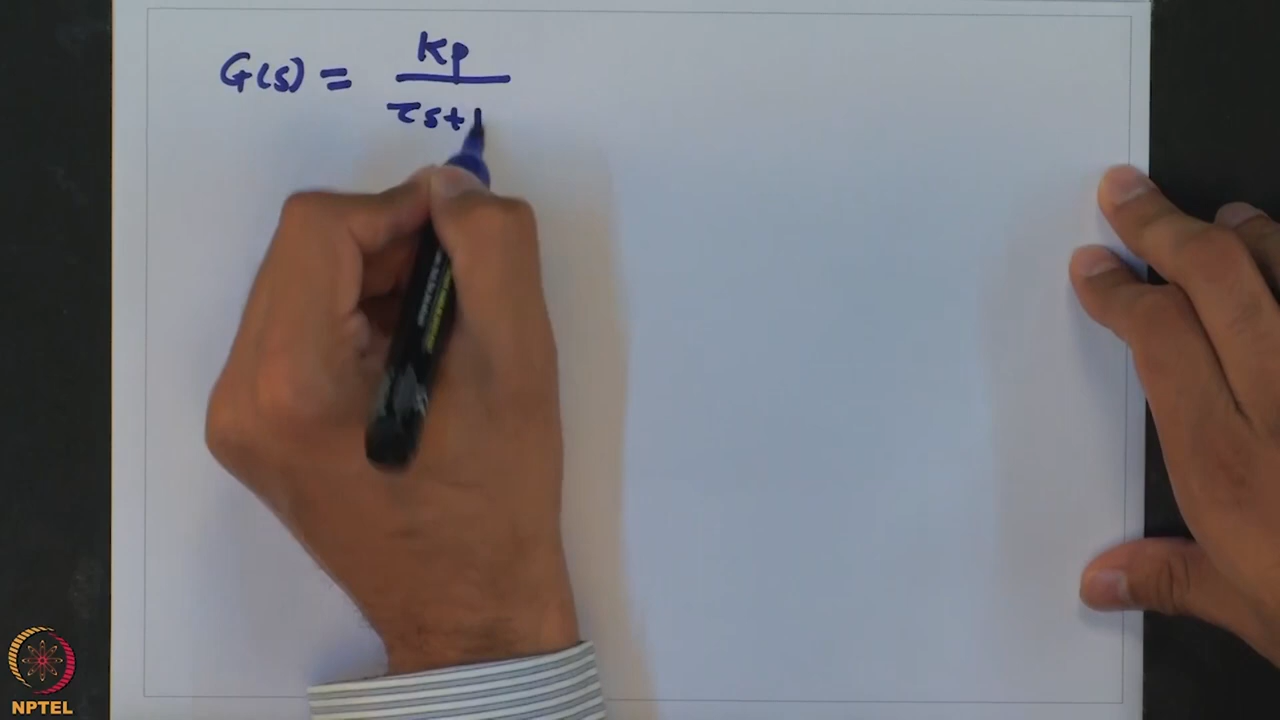 G(s) = Kp / τs+1
NPTEL